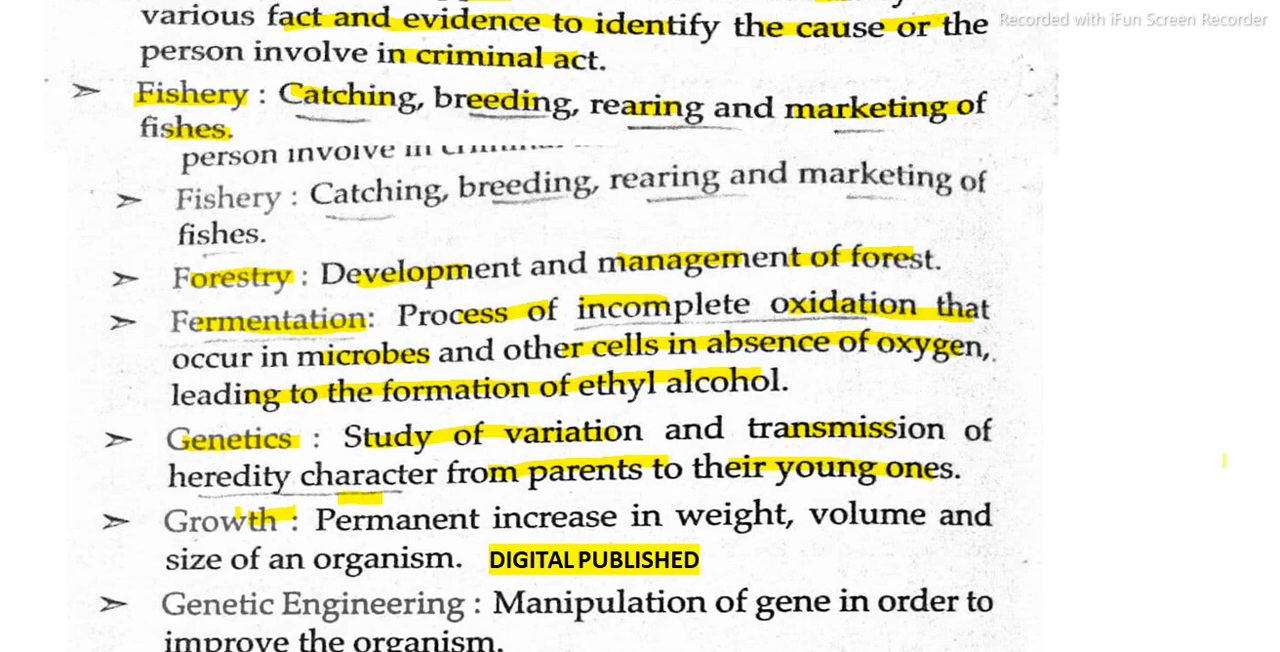 various fact and evidence to identify the cause or the
Recorded with iFun Screen Recorder
person involve in criminal act.
➢ Fishery : Catching, breeding, rearing and marketing of
fishes.
person involve in
➢ Fishery : Catching, breeding, rearing and marketing of
fishes.
➢ Forestry : Development and management of forest.
➢ Fermentation: Process of incomplete oxidation that
occur in microbes and other cells in absence of oxygen,
leading to the formation of ethyl alcohol.
➢ Genetics : Study of variation and transmission of
heredity character from parents to their young ones.
➢ Growth : Permanent increase in weight, volume and
size of an organism. DIGITAL PUBLISHED
➢ Genetic Engineering : Manipulation of gene in order to
improve the organism.